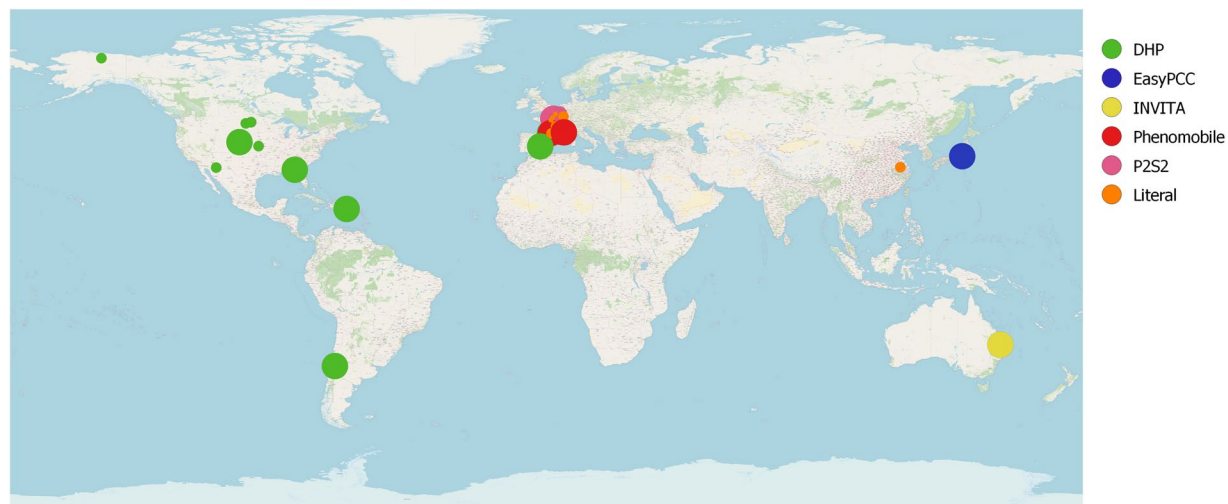 DHP
EasyPCC
INVITA
Phenomobile
P2S2
Literal